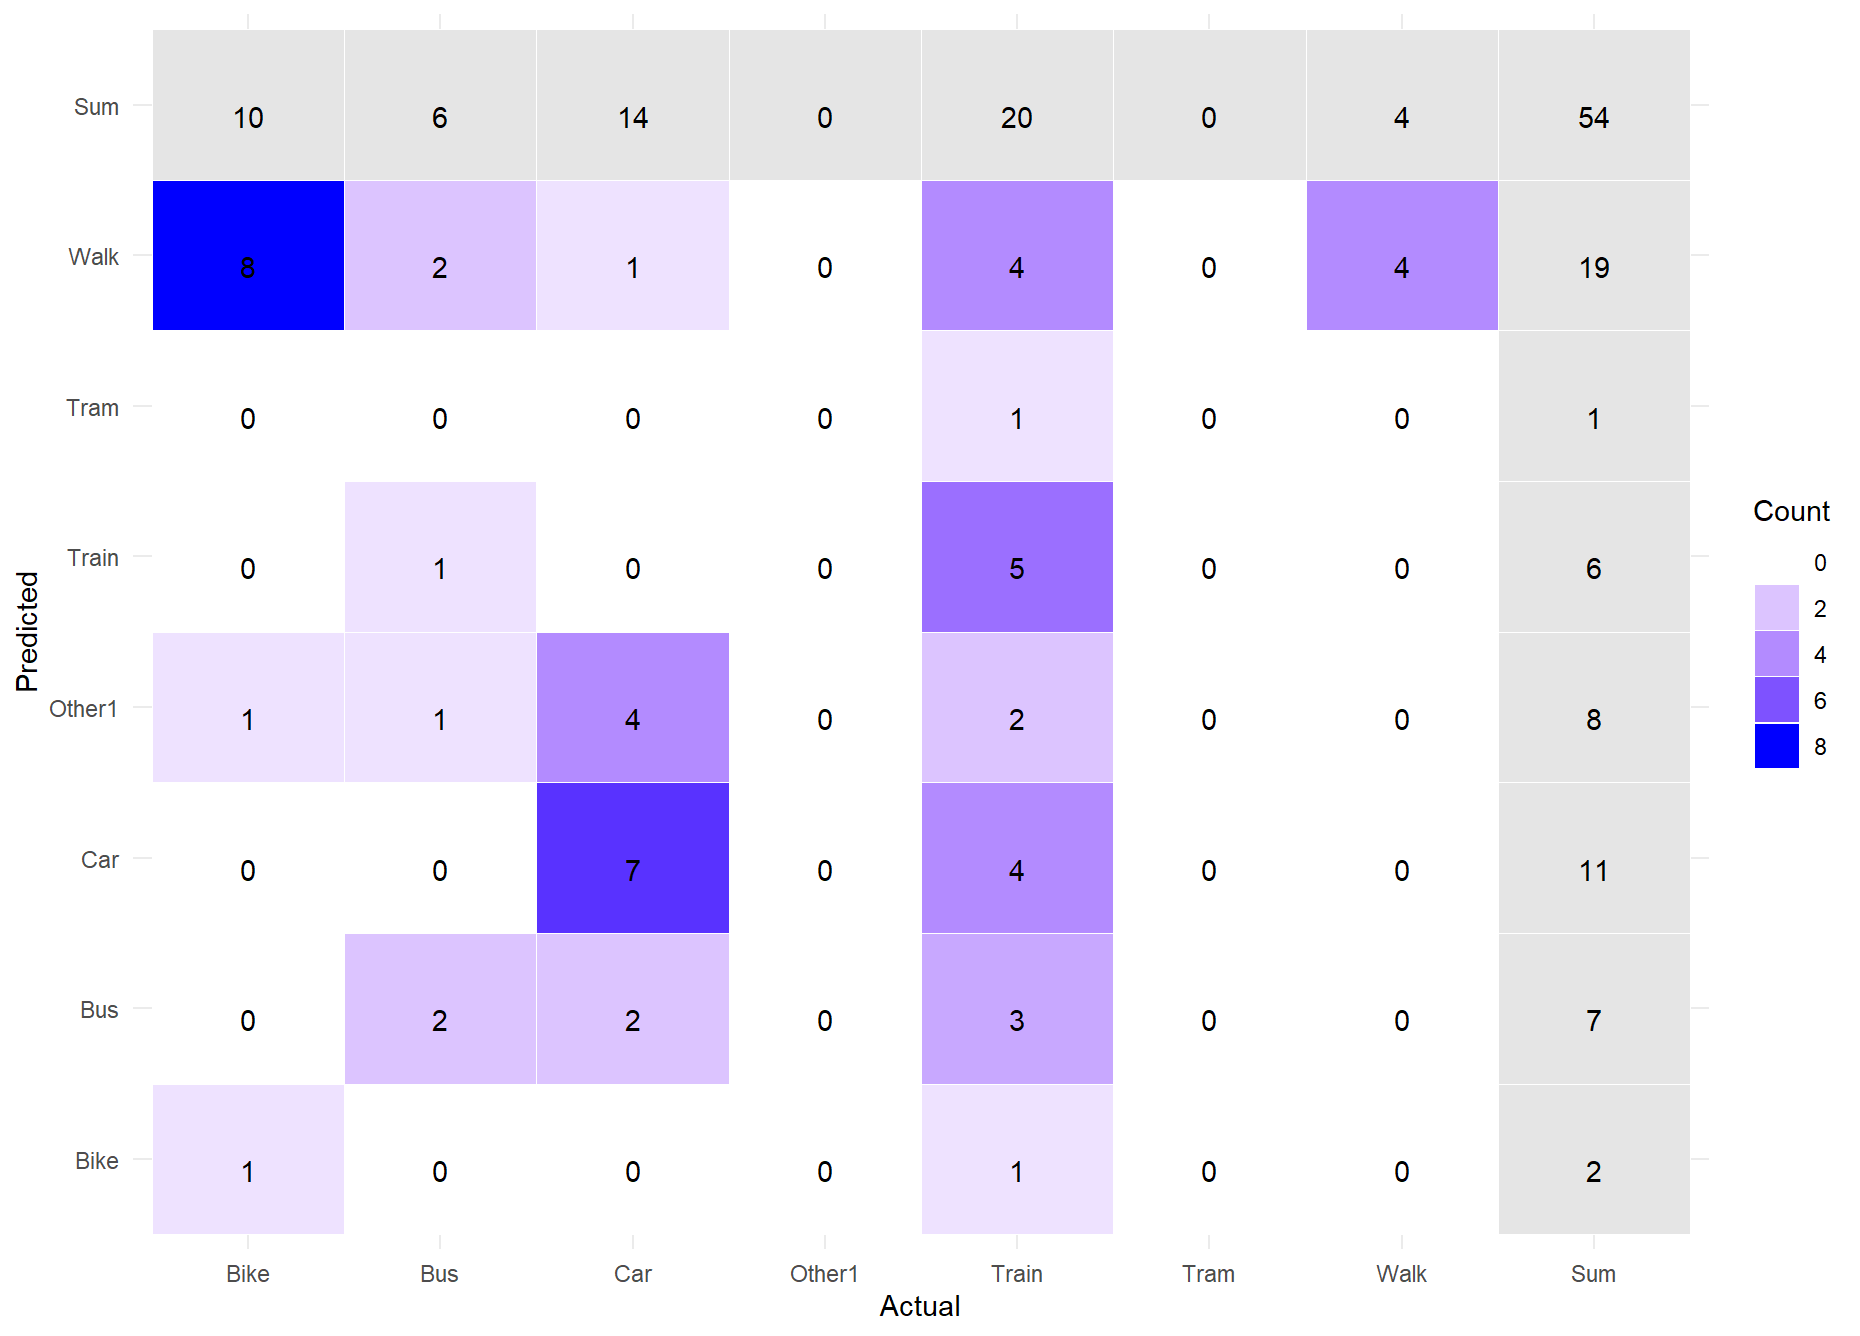 Sum 10 6 14 0 20 0 4 54
Walk 8 2 1 0 4 0 4 19
Tram 0 0 0 0 1 0 0 1
Train 0 1 0 0 5 0 0 6
Other1 1 1 4 0 2 0 0 8
Car 0 0 7 0 4 0 0 11
Bus 0 2 2 0 3 0 0 7
Bike 1 0 0 0 1 0 0 2
Bike Bus Car Other1 Train Tram Walk Sum
Actual
Predicted
Count
0
2
4
6
8